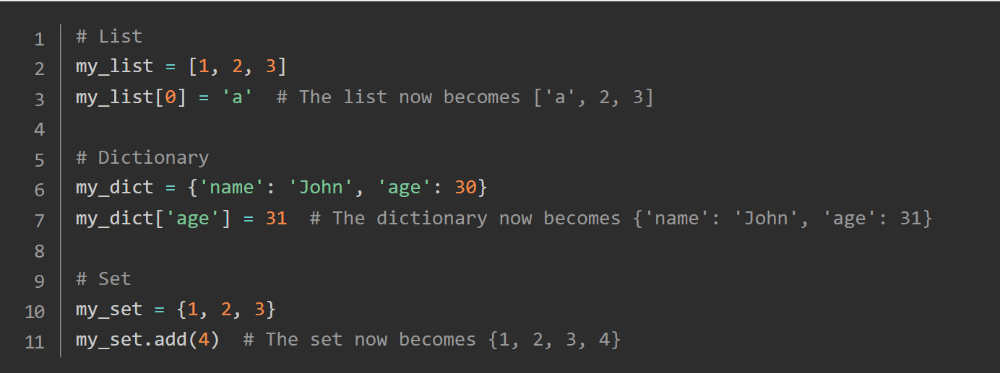 1 # List
2 my_list = [1, 2, 3]
3 my_list[0] = 'a'  # The list now becomes ['a', 2, 3]
4
5 # Dictionary
6 my_dict = {'name': 'John', 'age': 30}
7 my_dict['age'] = 31  # The dictionary now becomes {'name': 'John', 'age': 31}
8
9 # Set
10 my_set = {1, 2, 3}
11 my_set.add(4)  # The set now becomes {1, 2, 3, 4}